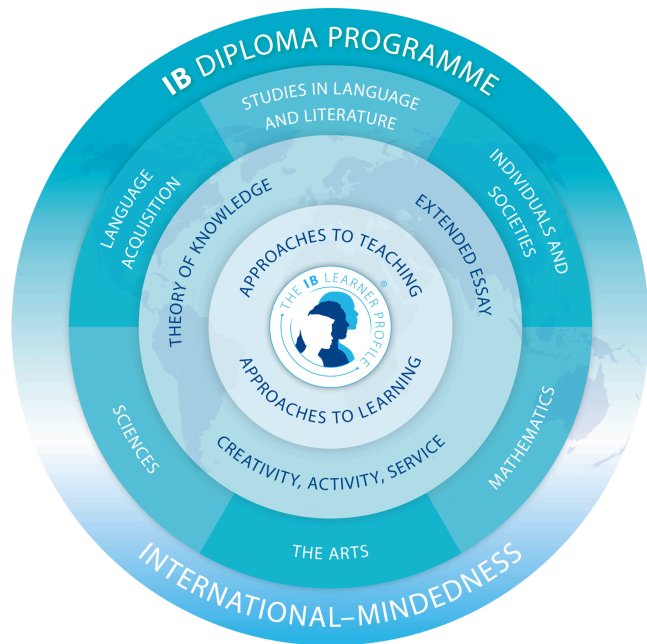 IB DIPLOMA PROGRAMME
STUDIES IN LANGUAGE
AND LITERATURE
LANGUAGE
ACQUISITION
INDIVIDUALS AND
SOCIETIES
THEORY OF KNOWLEDGE
EXTENDED ESSAY
APPROACHES TO TEACHING
THE IB LEARNER PROFILE ®
APPROACHES TO LEARNING
CREATIVITY, ACTIVITY, SERVICE
SCIENCES
MATHEMATICS
THE ARTS
INTERNATIONAL–MINDEDNESS